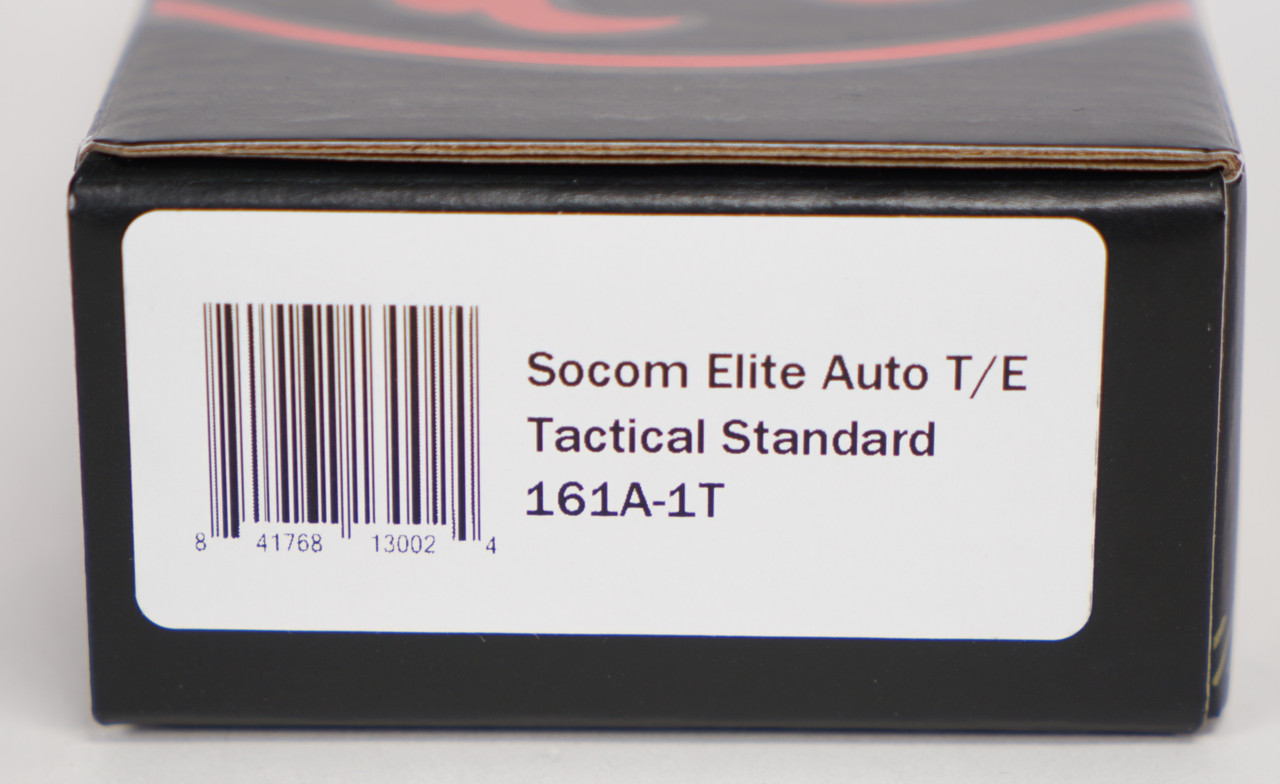 Socom Elite Auto T/E
Tactical Standard
161A-1T
8 41768 13002 4